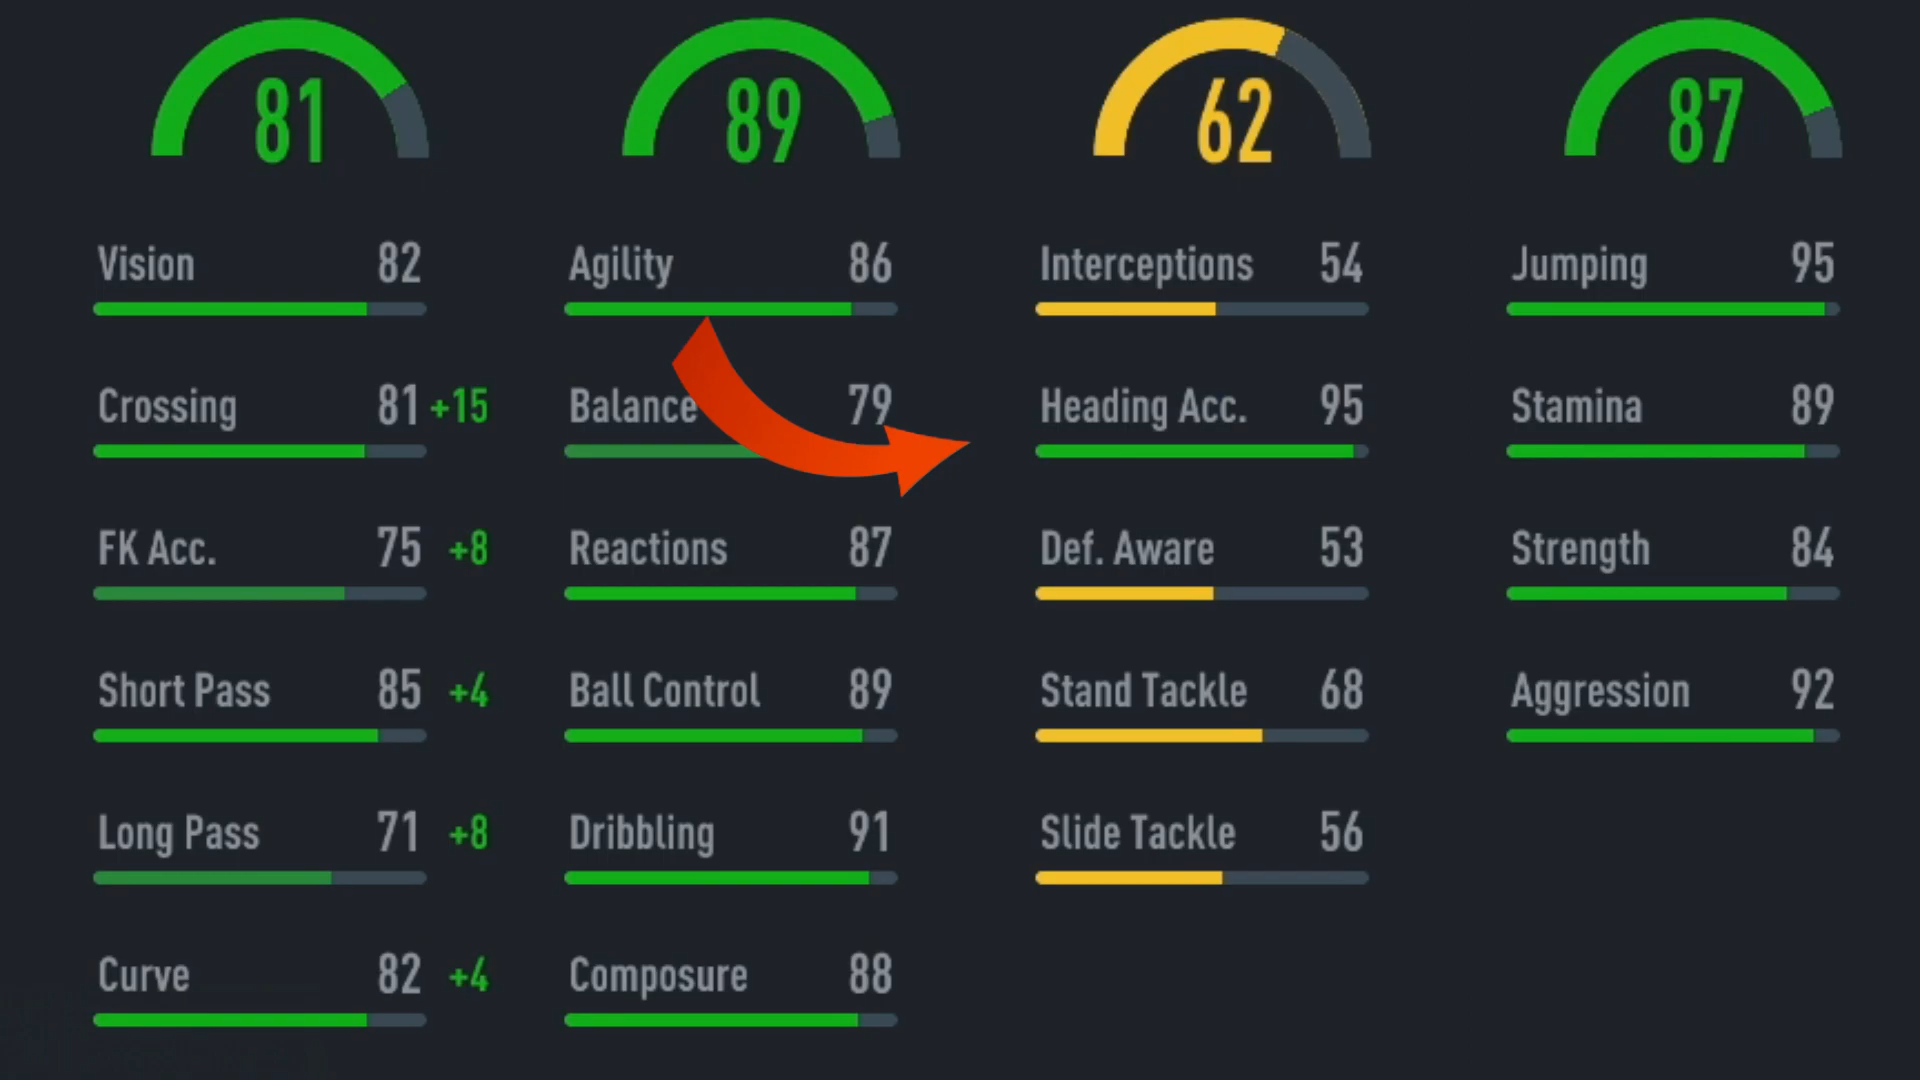 81 89 62 87
Vision 82 Agility 86 Interceptions 54 Jumping 95
Crossing 81 +15 Balance 79 Heading Acc. 95 Stamina 89
FK Acc. 75 +8 Reactions 87 Def. Aware 53 Strength 84
Short Pass 85 +4 Ball Control 89 Stand Tackle 68 Aggression 92
Long Pass 71 +8 Dribbling 91 Slide Tackle 56
Curve 82 +4 Composure 88